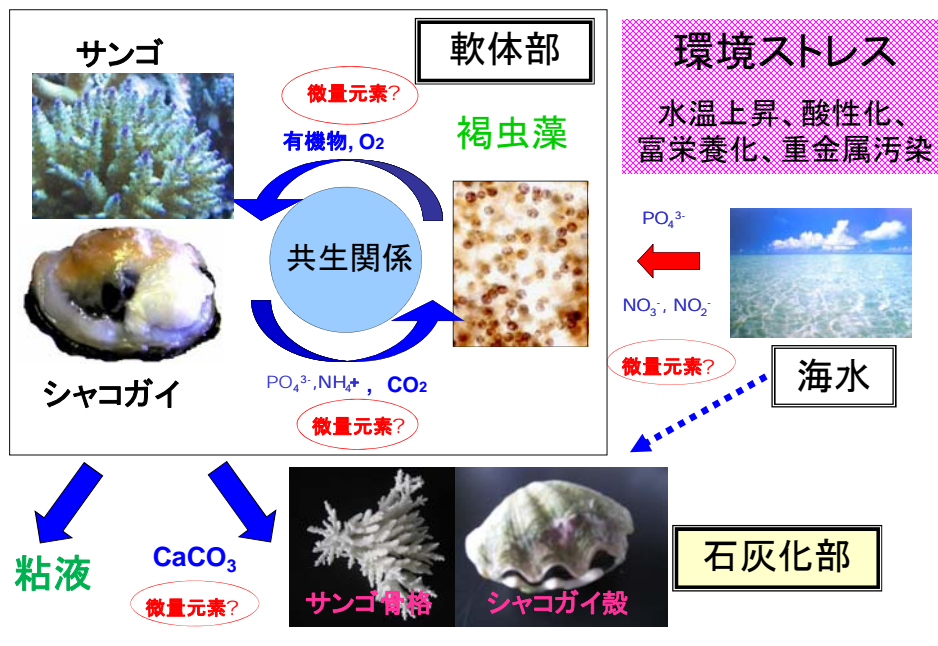 サンゴ
軟体部
環境ストレス
水温上昇、酸性化、
富栄養化、重金属汚染
微量元素?
有機物, O2
褐虫藻
共生関係
シャコガイ
PO₄³⁻,NH₄+ , CO2
微量元素?
PO₄³⁻
NO₃⁻, NO₂⁻
微量元素?
海水
粘液
CaCO₃
微量元素?
サンゴ骨格
シャコガイ殻
石灰化部